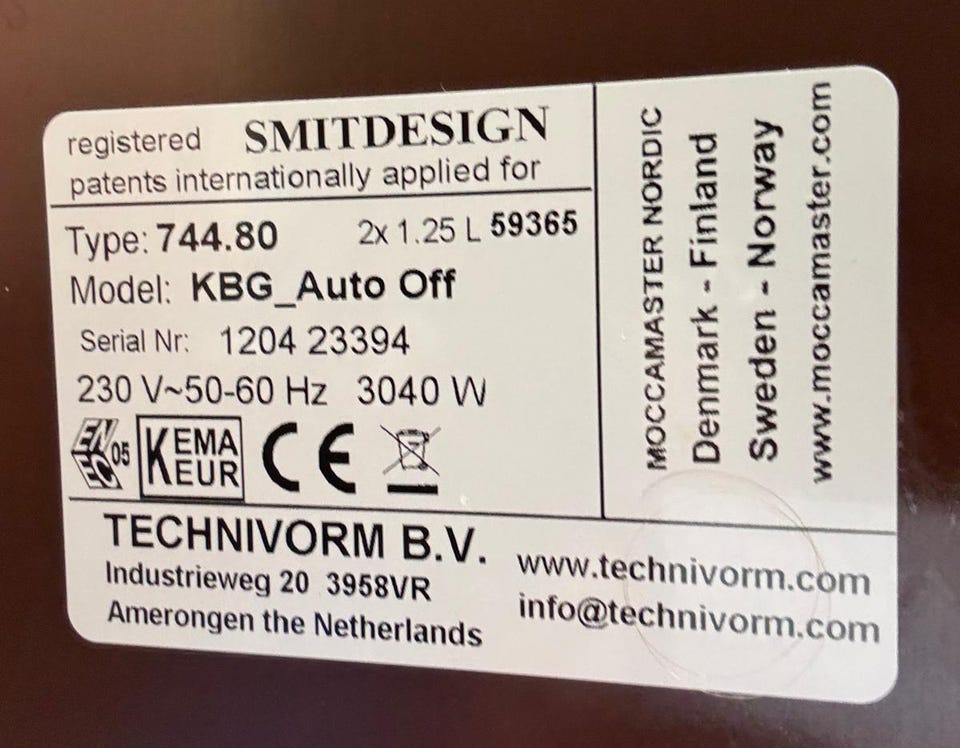 registered SMITDESIGN
patents internationally applied for
Type: 744.80 2x 1.25 L 59365
Model: KBG_Auto Off
Serial Nr: 1204 23394
230 V~50-60 Hz 3040 W
ENEC 05 KEMA KEUR CE
TECHNIVORM B.V.
Industrieweg 20 3958VR
Amerongen the Netherlands
www.technivorm.com
info@technivorm.com
MOCCAMASTER NORDIC
Denmark - Finland
Sweden - Norway
www.moccamaster.com